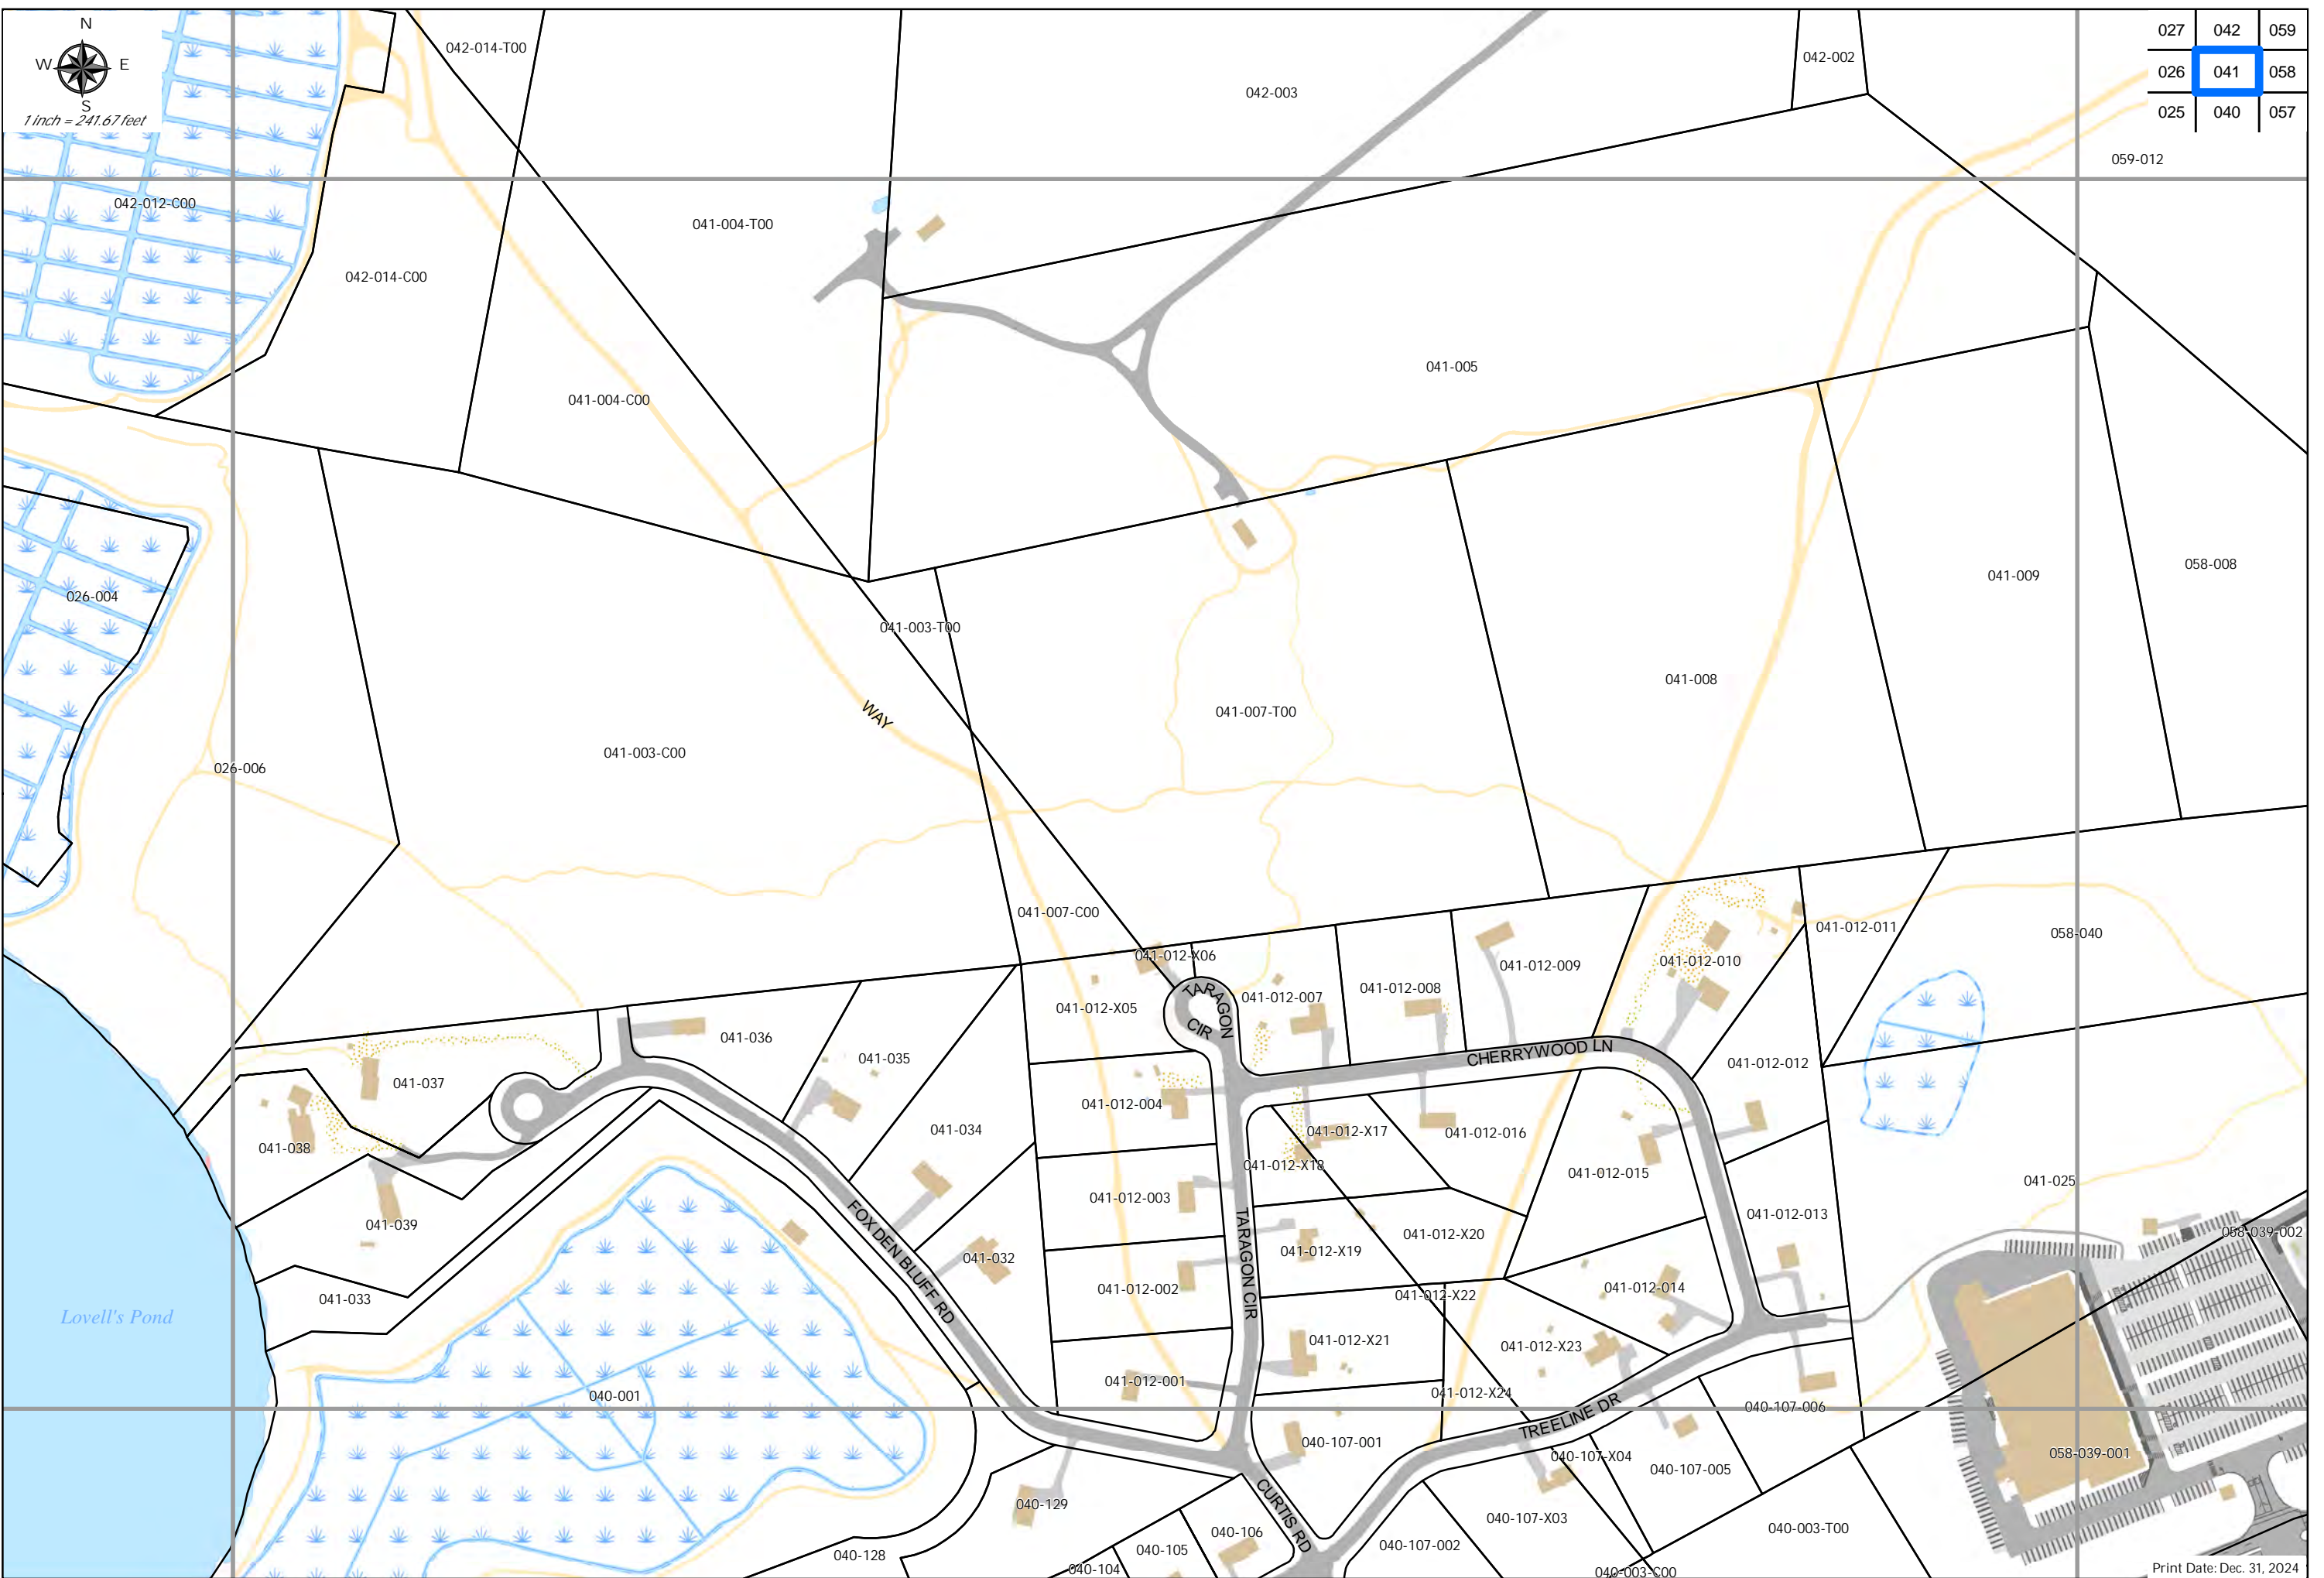 N
W E
S
1 inch = 241.67 feet
027 042 059
026 041 058
025 040 057
042-014-T00
042-002
042-003
059-012
042-012-C00
041-004-T00
042-014-C00
041-005
041-004-C00
058-008
041-009
026-004
041-003-T00
041-008
041-007-T00
WAY
041-003-C00
026-006
041-007-C00
041-012-011
058-040
041-012-X06
041-012-010
041-012-009
041-012-008
041-012-007
TARAGON
CIR
041-012-X05
041-036
CHERRYWOOD LN
041-035
041-012-012
041-037
041-012-004
041-034
041-012-X17
041-012-016
041-038
041-012-X18
041-012-015
041-025
041-012-003
041-012-013
041-039
FOX DEN BLUFF RD
TARAGON CIR
041-012-X20
058-039-002
041-012-X19
041-032
041-012-002
041-012-014
041-012-X22
041-033
Lovell's Pond
041-012-X21
041-012-X23
041-012-001
041-012-X24
040-001
TREELINE DR
040-107-006
040-107-001
058-039-001
040-107-X04
040-107-005
CURTIS RD
040-129
040-107-X03
040-003-T00
040-106
040-107-002
040-105
040-128
040-104
040-003-C00
Print Date: Dec. 31, 2024